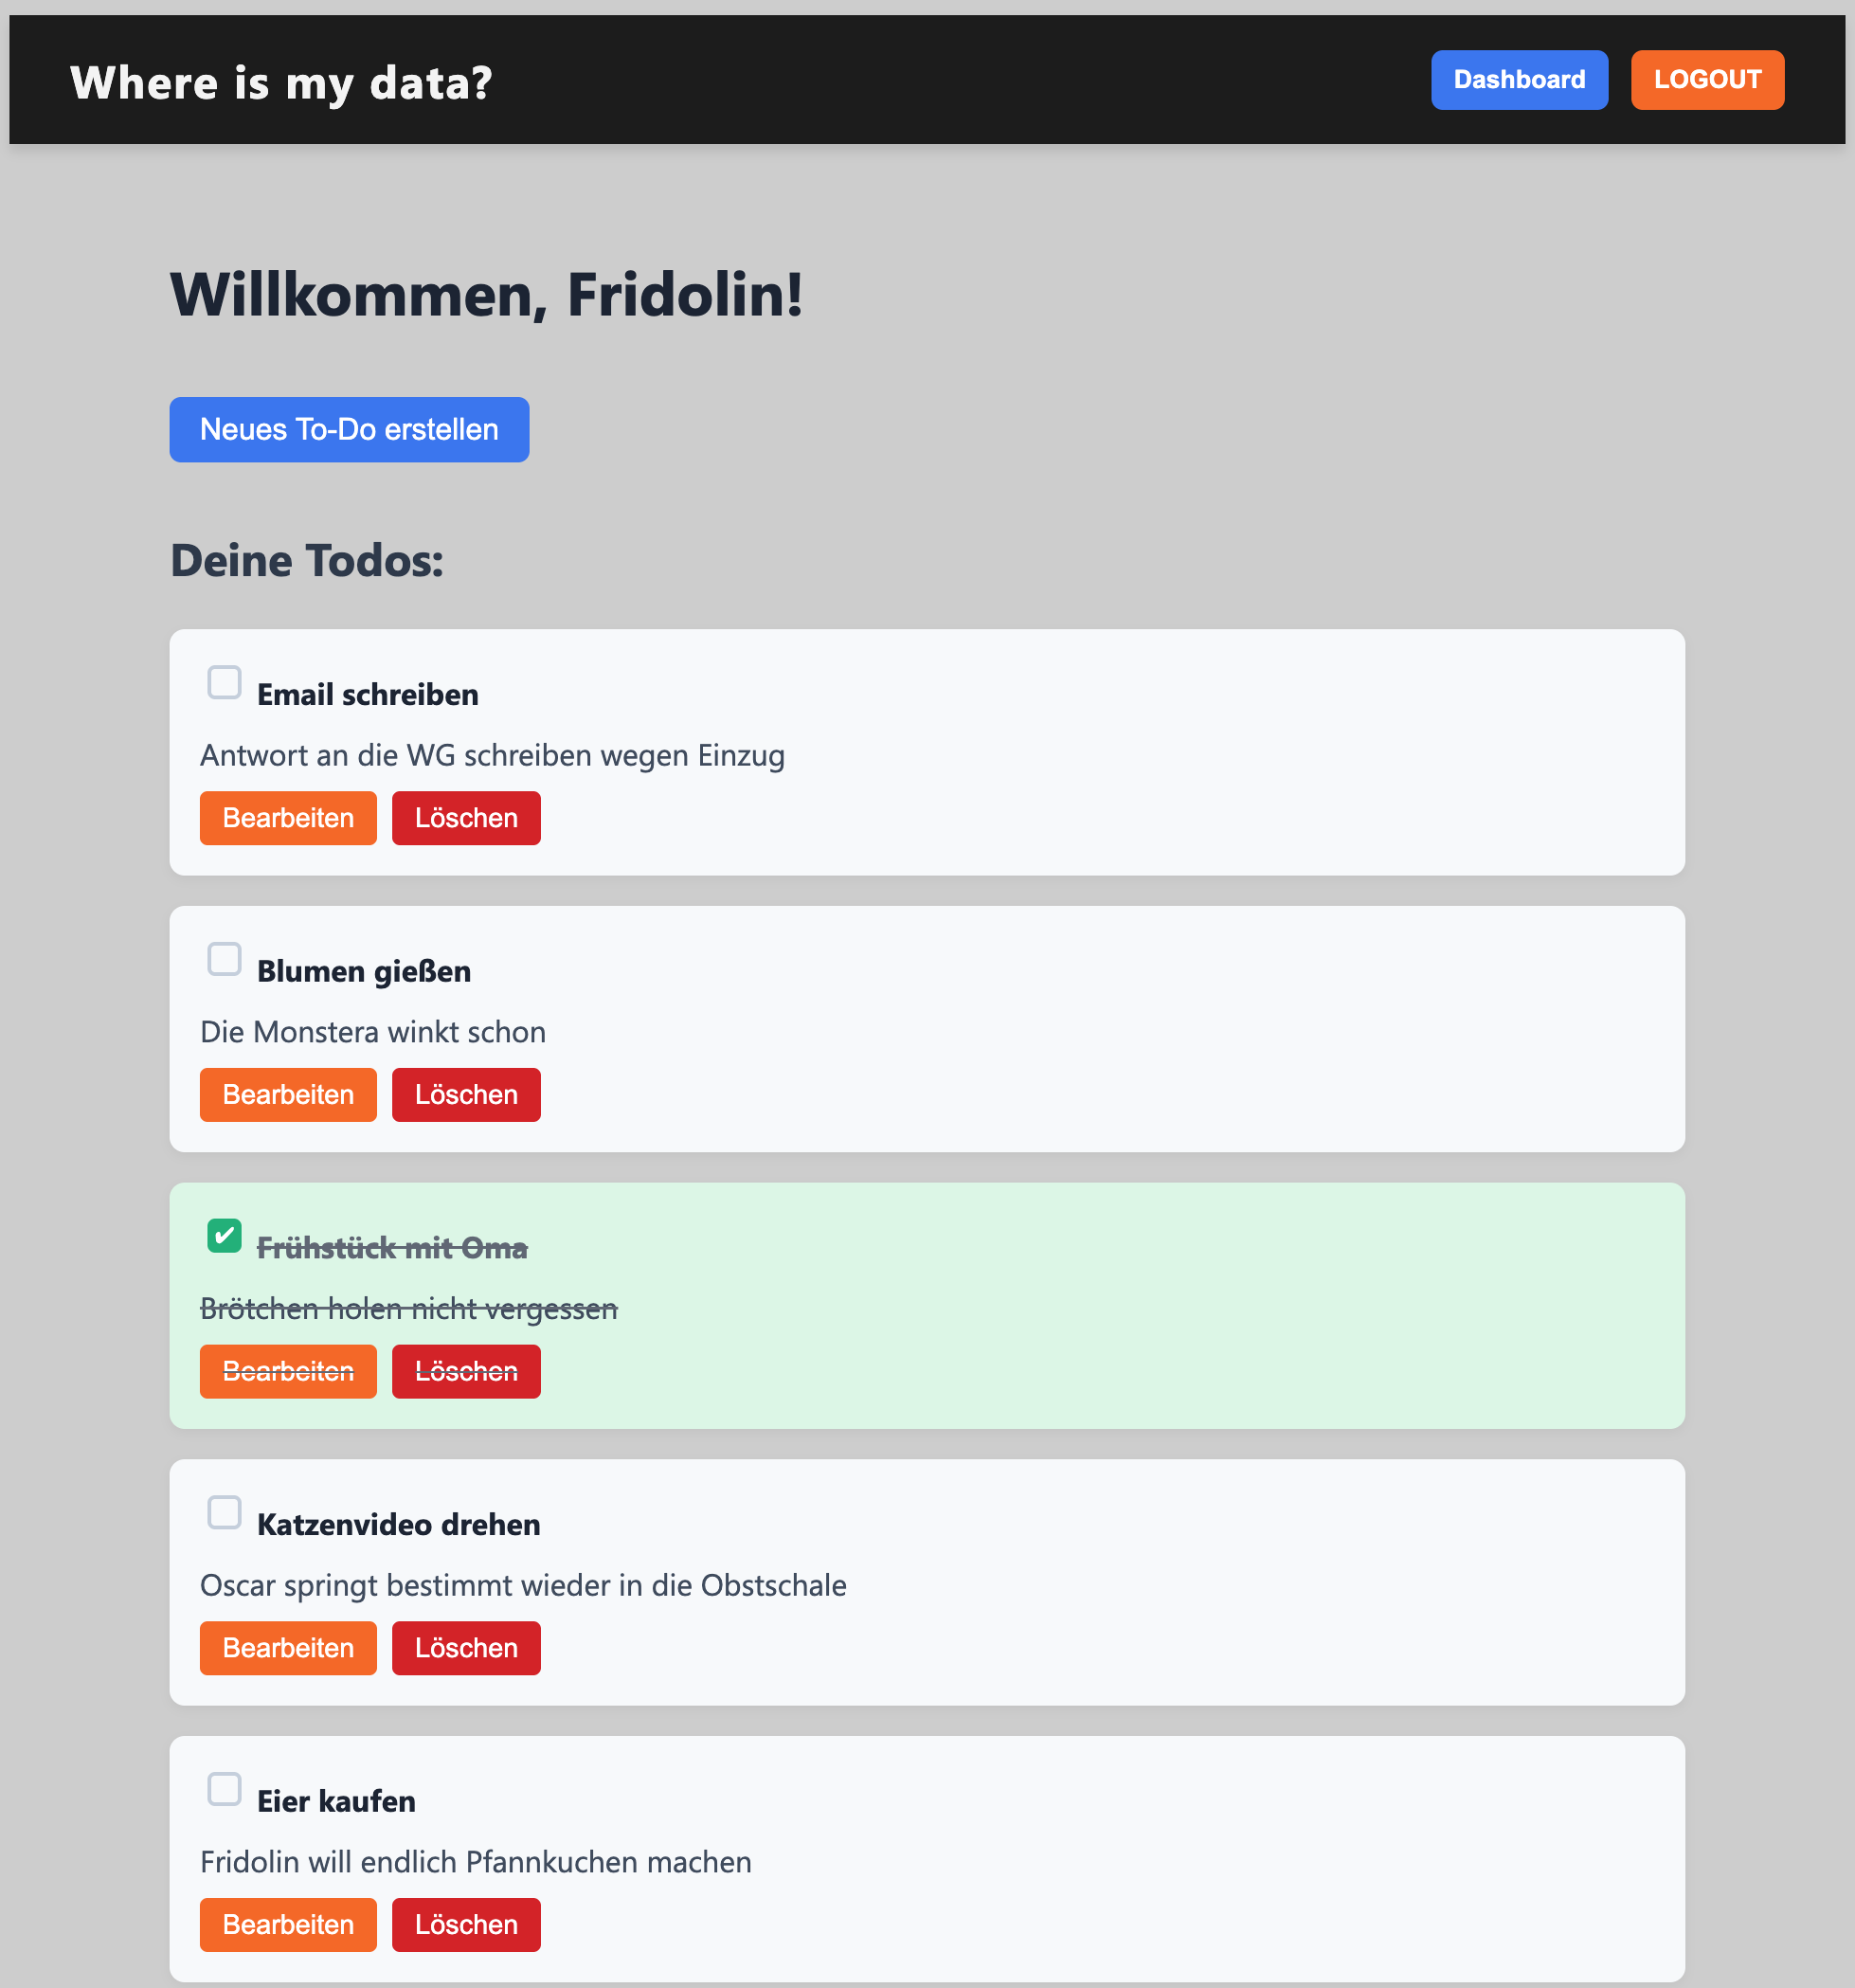 Where is my data?
Dashboard
LOGOUT
Willkommen, Fridolin!
Neues To-Do erstellen
Deine Todos:
Email schreiben
Antwort an die WG schreiben wegen Einzug
Bearbeiten Löschen
Blumen gießen
Die Monstera winkt schon
Bearbeiten Löschen
Frühstück mit Oma
Brötchen holen nicht vergessen
Bearbeiten Löschen
Katzenvideo drehen
Oscar springt bestimmt wieder in die Obstschale
Bearbeiten Löschen
Eier kaufen
Fridolin will endlich Pfannkuchen machen
Bearbeiten Löschen